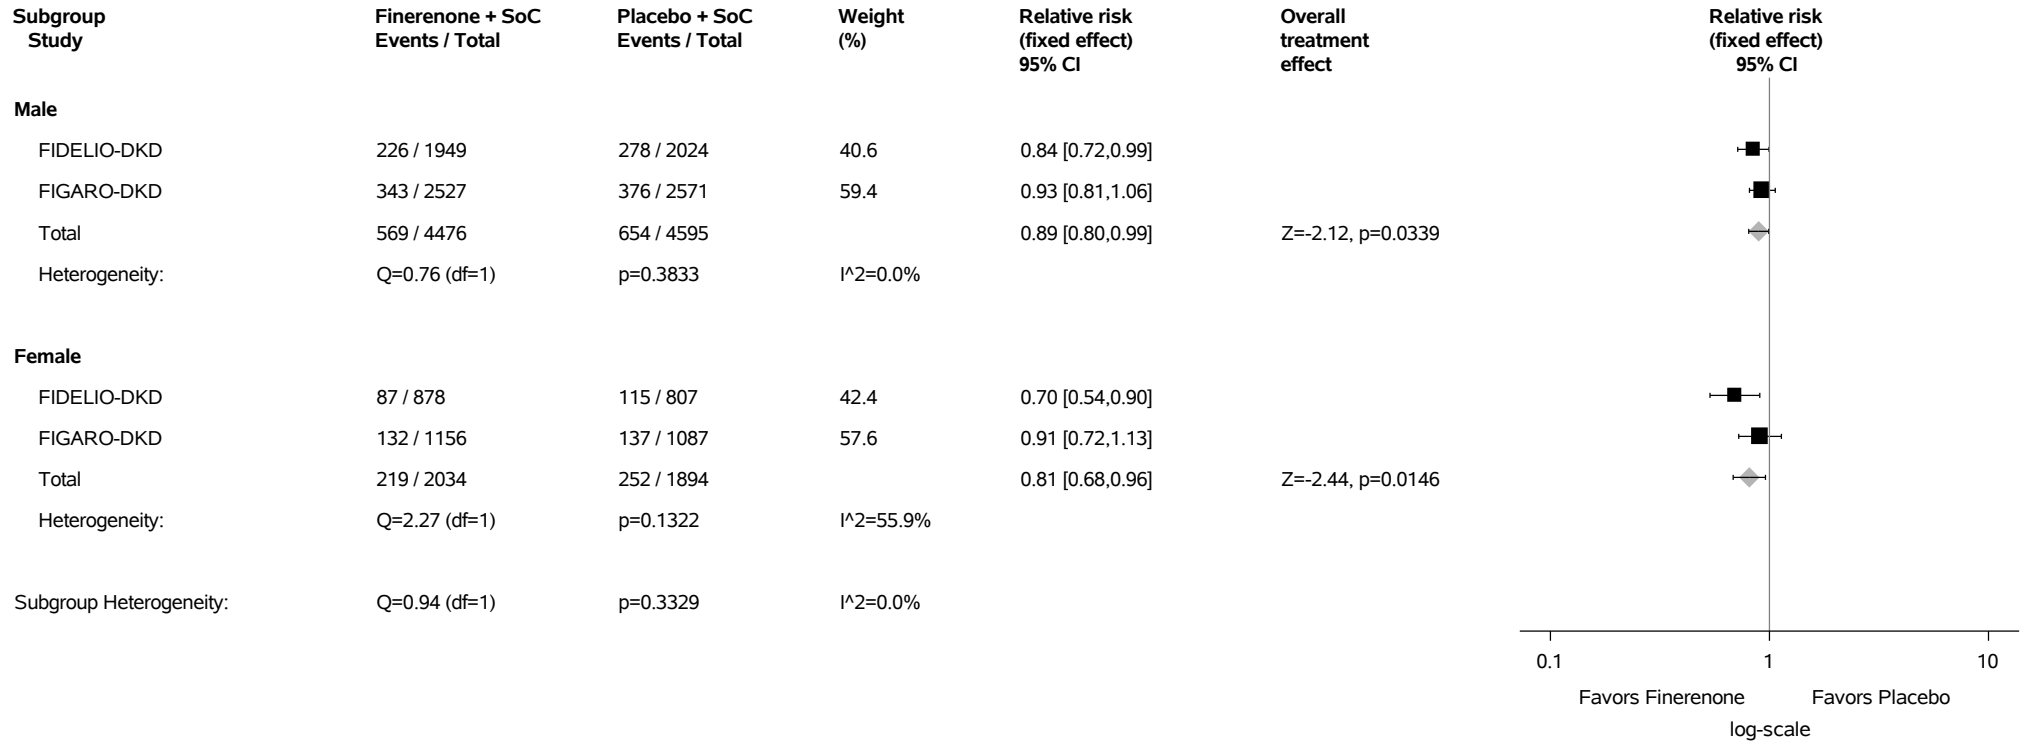 Subgroup Finerenone + SoC Placebo + SoC Weight Relative risk Overall Relative risk
Study Events / Total Events / Total (%) (fixed effect) treatment (fixed effect)
95% CI effect 95% CI
Male
FIDELIO-DKD 226 / 1949 278 / 2024 40.6 0.84 [0.72,0.99]
FIGARO-DKD 343 / 2527 376 / 2571 59.4 0.93 [0.81,1.06]
Total 569 / 4476 654 / 4595 0.89 [0.80,0.99] Z=-2.12, p=0.0339
Heterogeneity: Q=0.76 (df=1) p=0.3833 I^2=0.0%
Female
FIDELIO-DKD 87 / 878 115 / 807 42.4 0.70 [0.54,0.90]
FIGARO-DKD 132 / 1156 137 / 1087 57.6 0.91 [0.72,1.13]
Total 219 / 2034 252 / 1894 0.81 [0.68,0.96] Z=-2.44, p=0.0146
Heterogeneity: Q=2.27 (df=1) p=0.1322 I^2=55.9%
Subgroup Heterogeneity: Q=0.94 (df=1) p=0.3329 I^2=0.0%
0.1 1 10
Favors Finerenone Favors Placebo
log-scale